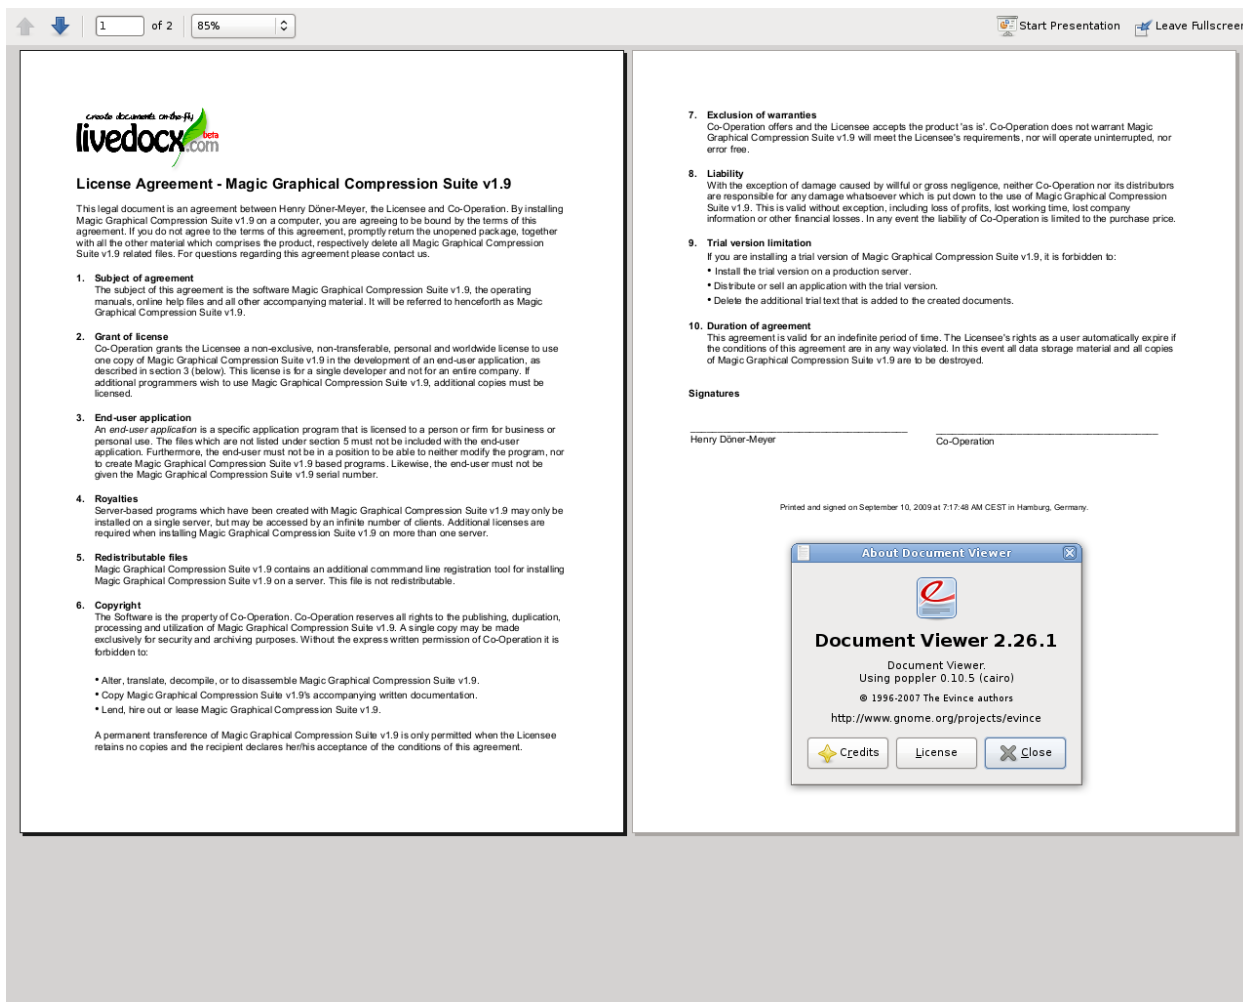 1 of 2 85% Start Presentation Leave Fullscreen
create documents on-the-fly
livedocx.com beta
License Agreement - Magic Graphical Compression Suite v1.9
This legal document is an agreement between Henry Döner-Meyer, the Licensee and Co-Operation. By installing
Magic Graphical Compression Suite v1.9 on a computer, you are agreeing to be bound by the terms of this
agreement. If you do not agree to the terms of this agreement, promptly return the unopened package, together
with all the other material which comprises the product, respectively delete all Magic Graphical Compression
Suite v1.9 related files. For questions regarding this agreement please contact us.
1. Subject of agreement
The subject of this agreement is the software Magic Graphical Compression Suite v1.9, the operating
manuals, online help files and all other accompanying material. It will be referred to henceforth as Magic
Graphical Compression Suite v1.9.
2. Grant of license
Co-Operation grants the Licensee a non-exclusive, non-transferable, personal and worldwide license to use
one copy of Magic Graphical Compression Suite v1.9 in the development of an end-user application, as
described in section 3 (below). This license is for a single developer and not for an entire company. If
additional programmers wish to use Magic Graphical Compression Suite v1.9, additional copies must be
licensed.
3. End-user application
An end-user application is a specific application program that is licensed to a person or firm for business or
personal use. The files which are not listed under section 5 must not be included with the end-user
application. Furthermore, the end-user must not be in a position to be able to neither modify the program, nor
to create Magic Graphical Compression Suite v1.9 based programs. Likewise, the end-user must not be
given the Magic Graphical Compression Suite v1.9 serial number.
4. Royalties
Server-based programs which have been created with Magic Graphical Compression Suite v1.9 may only be
installed on a single server, but may be accessed by an infinite number of clients. Additional licenses are
required when installing Magic Graphical Compression Suite v1.9 on more than one server.
5. Redistributable files
Magic Graphical Compression Suite v1.9 contains an additional commmand line registration tool for installing
Magic Graphical Compression Suite v1.9 on a server. This file is not redistributable.
6. Copyright
The Software is the property of Co-Operation. Co-Operation reserves all rights to the publishing, duplication,
processing and utilization of Magic Graphical Compression Suite v1.9. A single copy may be made
exclusively for security and archiving purposes. Without the express written permission of Co-Operation it is
forbidden to:
• Alter, translate, decompile, or to disassemble Magic Graphical Compression Suite v1.9.
• Copy Magic Graphical Compression Suite v1.9's accompanying written documentation.
• Lend, hire out or lease Magic Graphical Compression Suite v1.9.
A permanent transference of Magic Graphical Compression Suite v1.9 is only permitted when the Licensee
retains no copies and the recipient declares her/his acceptance of the conditions of this agreement.
7. Exclusion of warranties
Co-Operation offers and the Licensee accepts the product 'as is'. Co-Operation does not warrant Magic
Graphical Compression Suite v1.9 will meet the Licensee's requirements, nor will operate uninterrupted, nor
error free.
8. Liability
With the exception of damage caused by willful or gross negligence, neither Co-Operation nor its distributors
are responsible for any damage whatsoever which is put down to the use of Magic Graphical Compression
Suite v1.9. This is valid without exception, including loss of profits, lost working time, lost company
information or other financial losses. In any event the liability of Co-Operation is limited to the purchase price.
9. Trial version limitation
If you are installing a trial version of Magic Graphical Compression Suite v1.9, it is forbidden to:
• Install the trial version on a production server.
• Distribute or sell an application with the trial version.
• Delete the additional trial text that is added to the created documents.
10. Duration of agreement
This agreement is valid for an indefinite period of time. The Licensee's rights as a user automatically expire if
the conditions of this agreement are in any way violated. In this event all data storage material and all copies
of Magic Graphical Compression Suite v1.9 are to be destroyed.
Signatures
Henry Döner-Meyer Co-Operation
Printed and signed on September 10, 2009 at 7:17:48 AM CEST in Hamburg, Germany.
About Document Viewer
Document Viewer 2.26.1
Document Viewer.
Using poppler 0.10.5 (cairo)
© 1996-2007 The Evince authors
http://www.gnome.org/projects/evince
Credits License Close